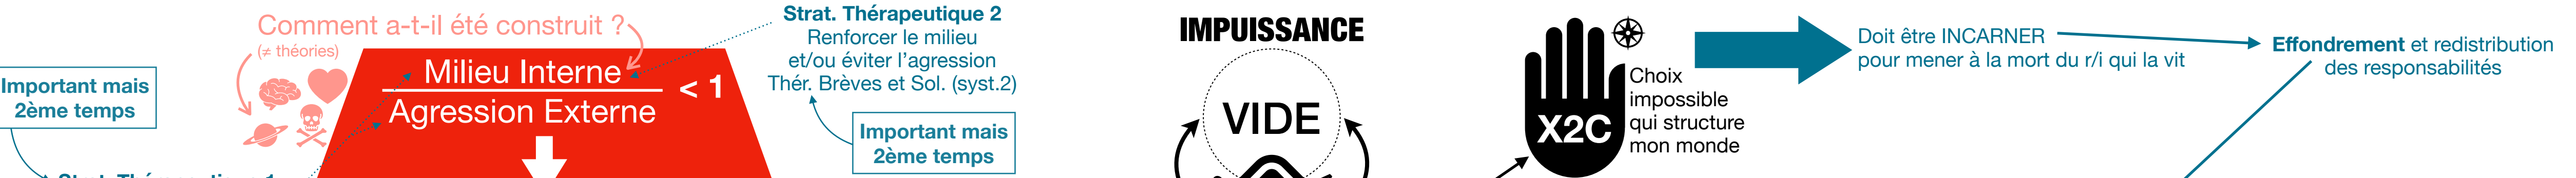 Comment a-t-il été construit ?
(≠ théories)
Important mais
2ème temps
Milieu Interne
Agression Externe
< 1
Strat. Thérapeutique 2
Renforcer le milieu
et/ou éviter l'agression
Thér. Brèves et Sol. (syst.2)
Important mais
2ème temps
IMPUISSANCE
VIDE
X2C
Choix
impossible
qui structure
mon monde
Doit être INCARNER
pour mener à la mort du r/i qui la vit
Effondrement et redistribution
des responsabilités